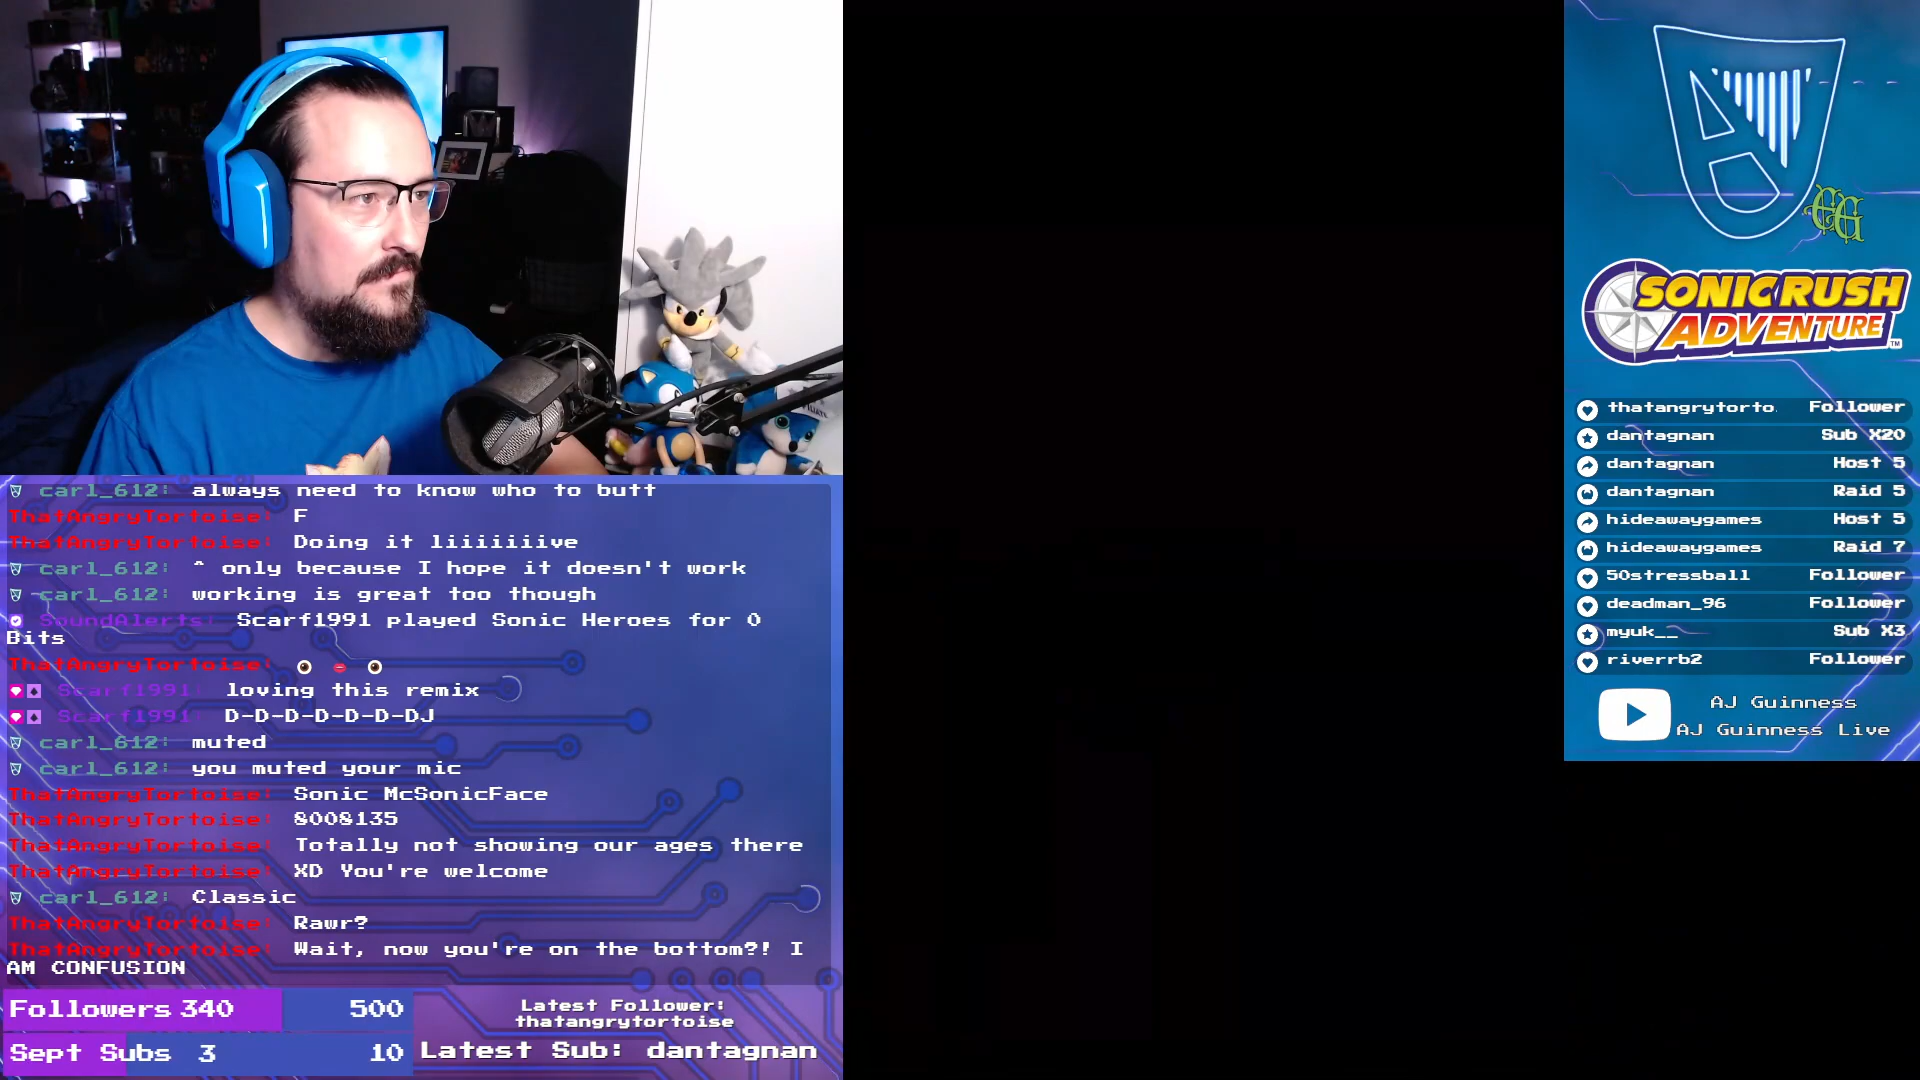 carl_612: always need to know who to butt
ThatAngryTortoise: F
ThatAngryTortoise: Doing it liiiiiiive
carl_612: ^ only because I hope it doesn't work
carl_612: working is great too though
SoundAlerts: Scarf1991 played Sonic Heroes for 0
Bits
ThatAngryTortoise:
Scarf1991: loving this remix
Scarf1991: D-D-D-D-D-D-DJ
carl_612: muted
carl_612: you muted your mic
ThatAngryTortoise: Sonic McSonicFace
ThatAngryTortoise: 8008135
ThatAngryTortoise: Totally not showing our ages there
ThatAngryTortoise: XD You're welcome
carl_612: Classic
ThatAngryTortoise: Rawr?
ThatAngryTortoise: Wait, now you're on the bottom?! I
AM CONFUSION
Followers 340 500
Sept Subs 3 10
Latest Follower:
thatangrytortoise
Latest Sub: dantagnan
SONIC RUSH
ADVENTURE™
thatangrytorto. Follower
dantagnan Sub X20
dantagnan Host 5
dantagnan Raid 5
hideawaygames Host 5
hideawaygames Raid 7
50stressball Follower
deadman_96 Follower
myuk__ Sub X3
riverrb2 Follower
AJ Guinness
AJ Guinness Live